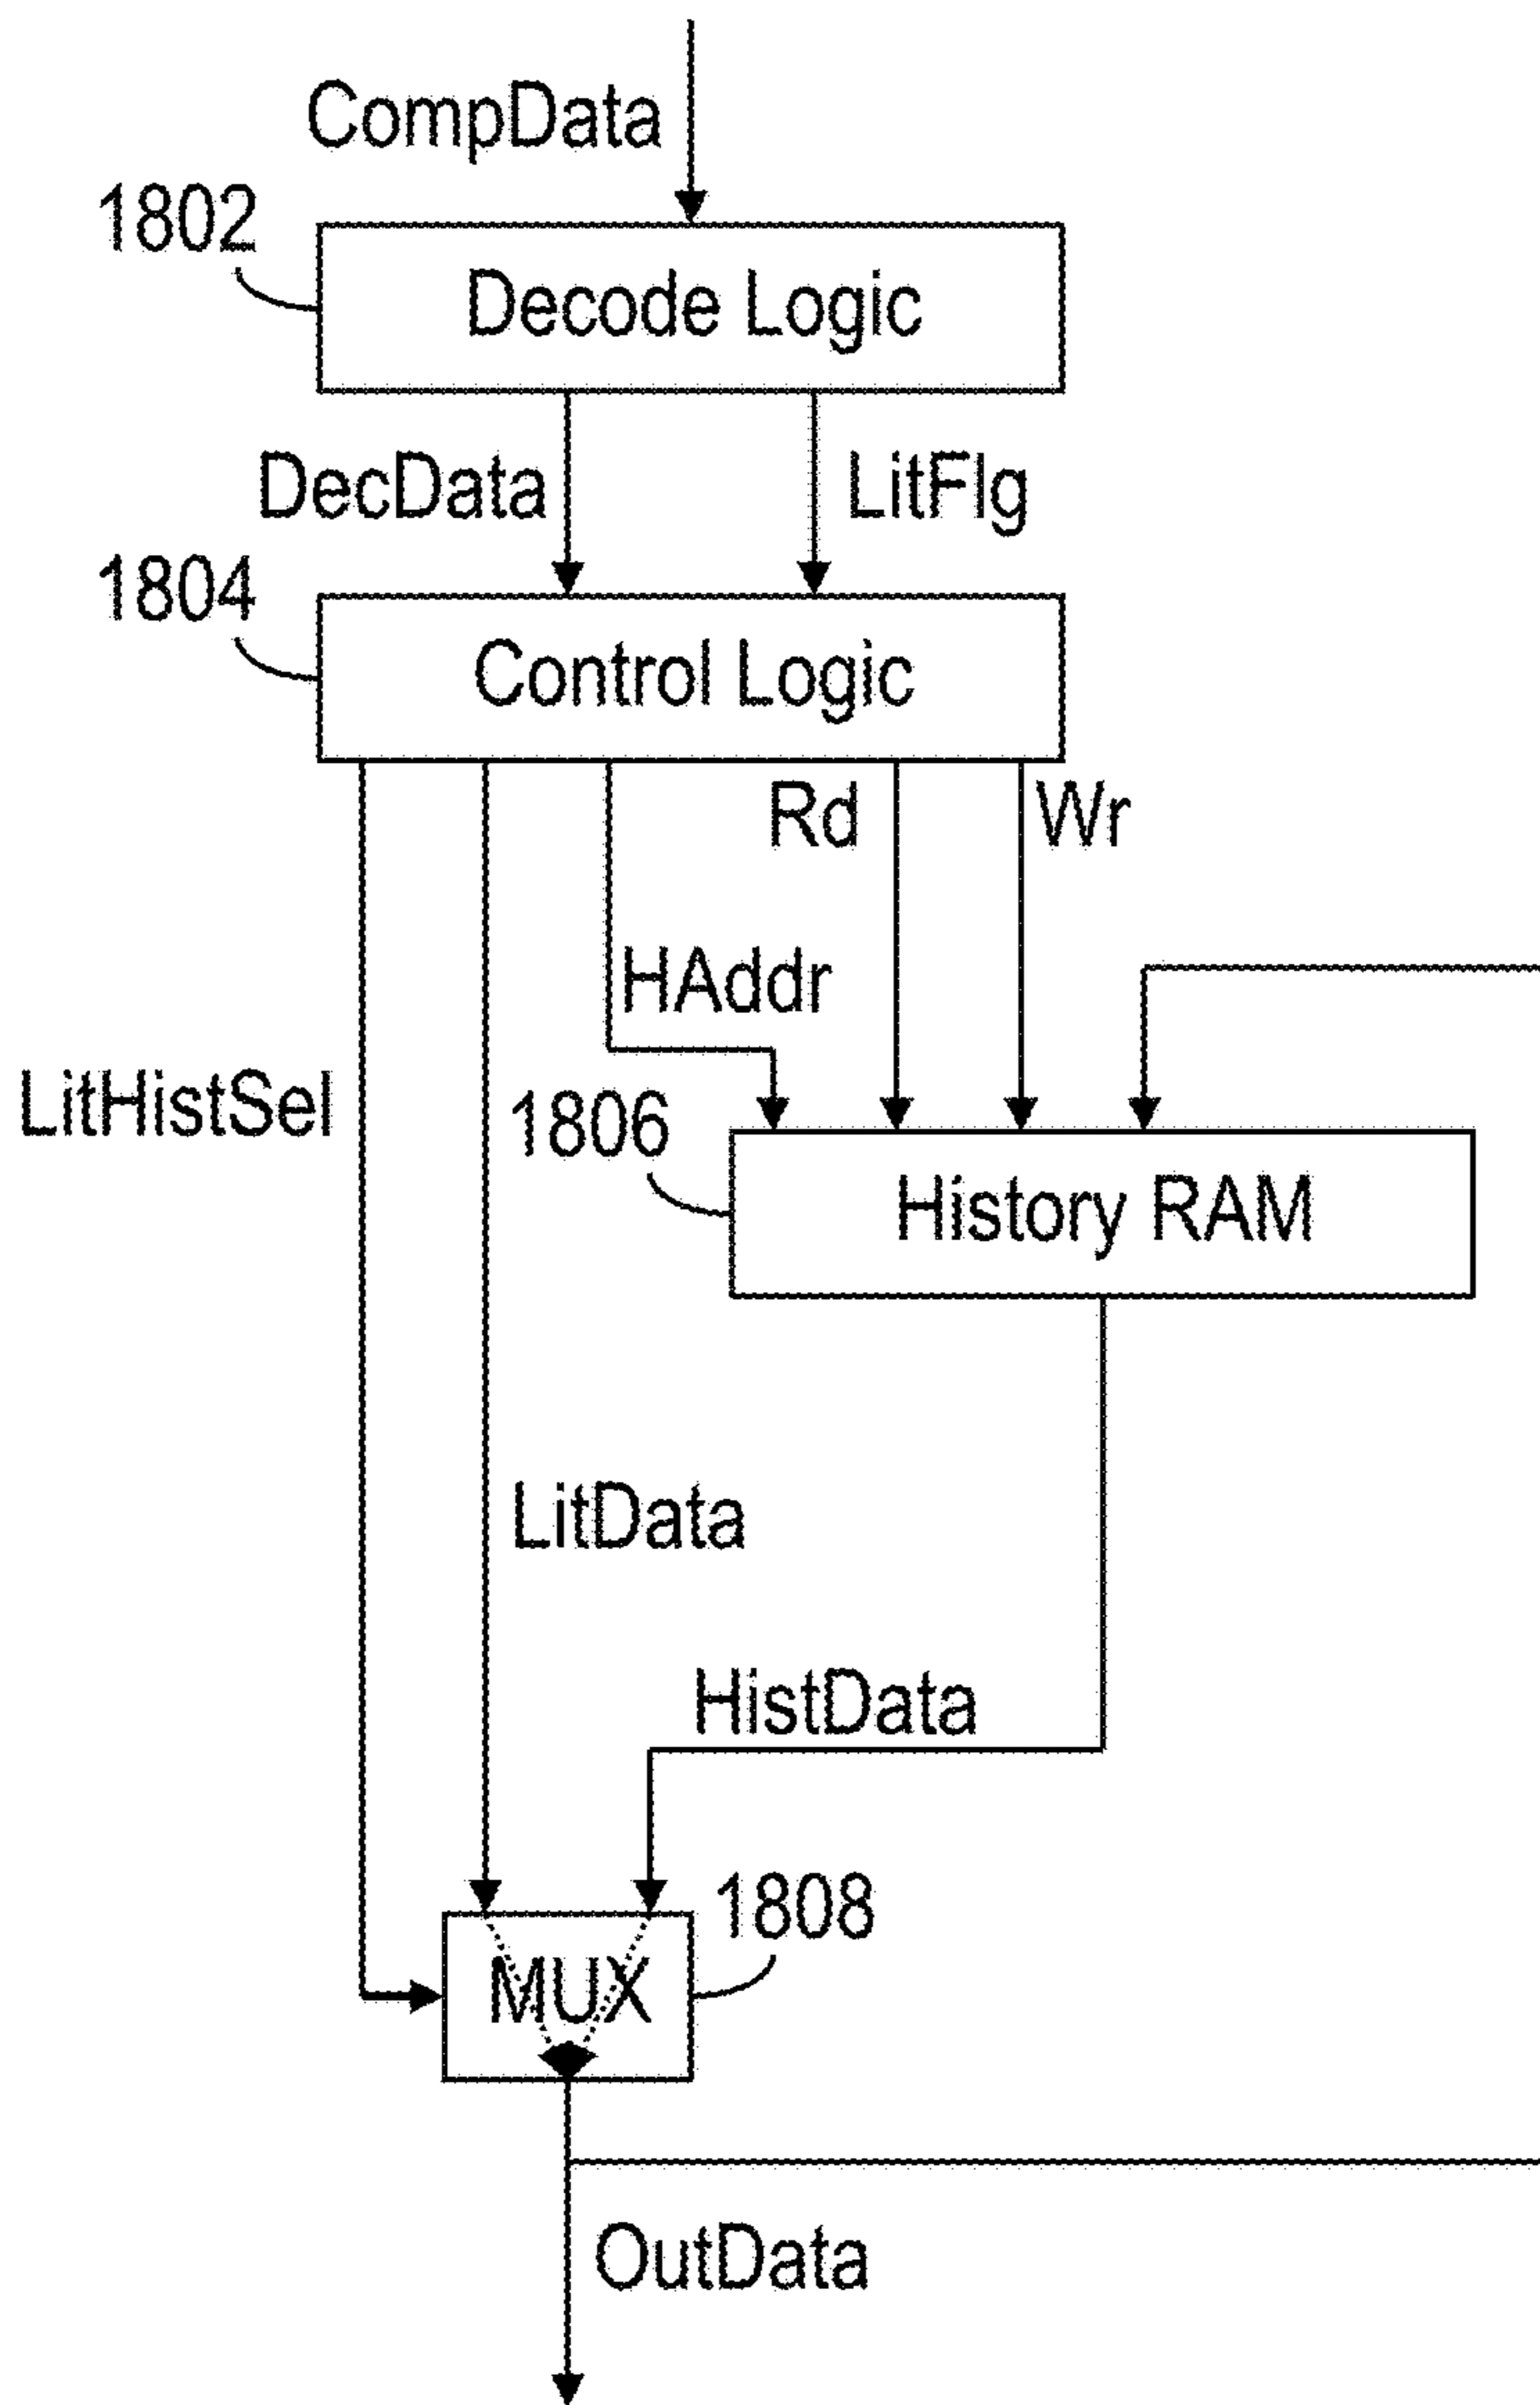 CompData
1802
Decode Logic
DecData
LitFlg
1804
Control Logic
Rd
Wr
HAddr
LitHistSel
1806
History RAM
LitData
HistData
1808
MUX
OutData